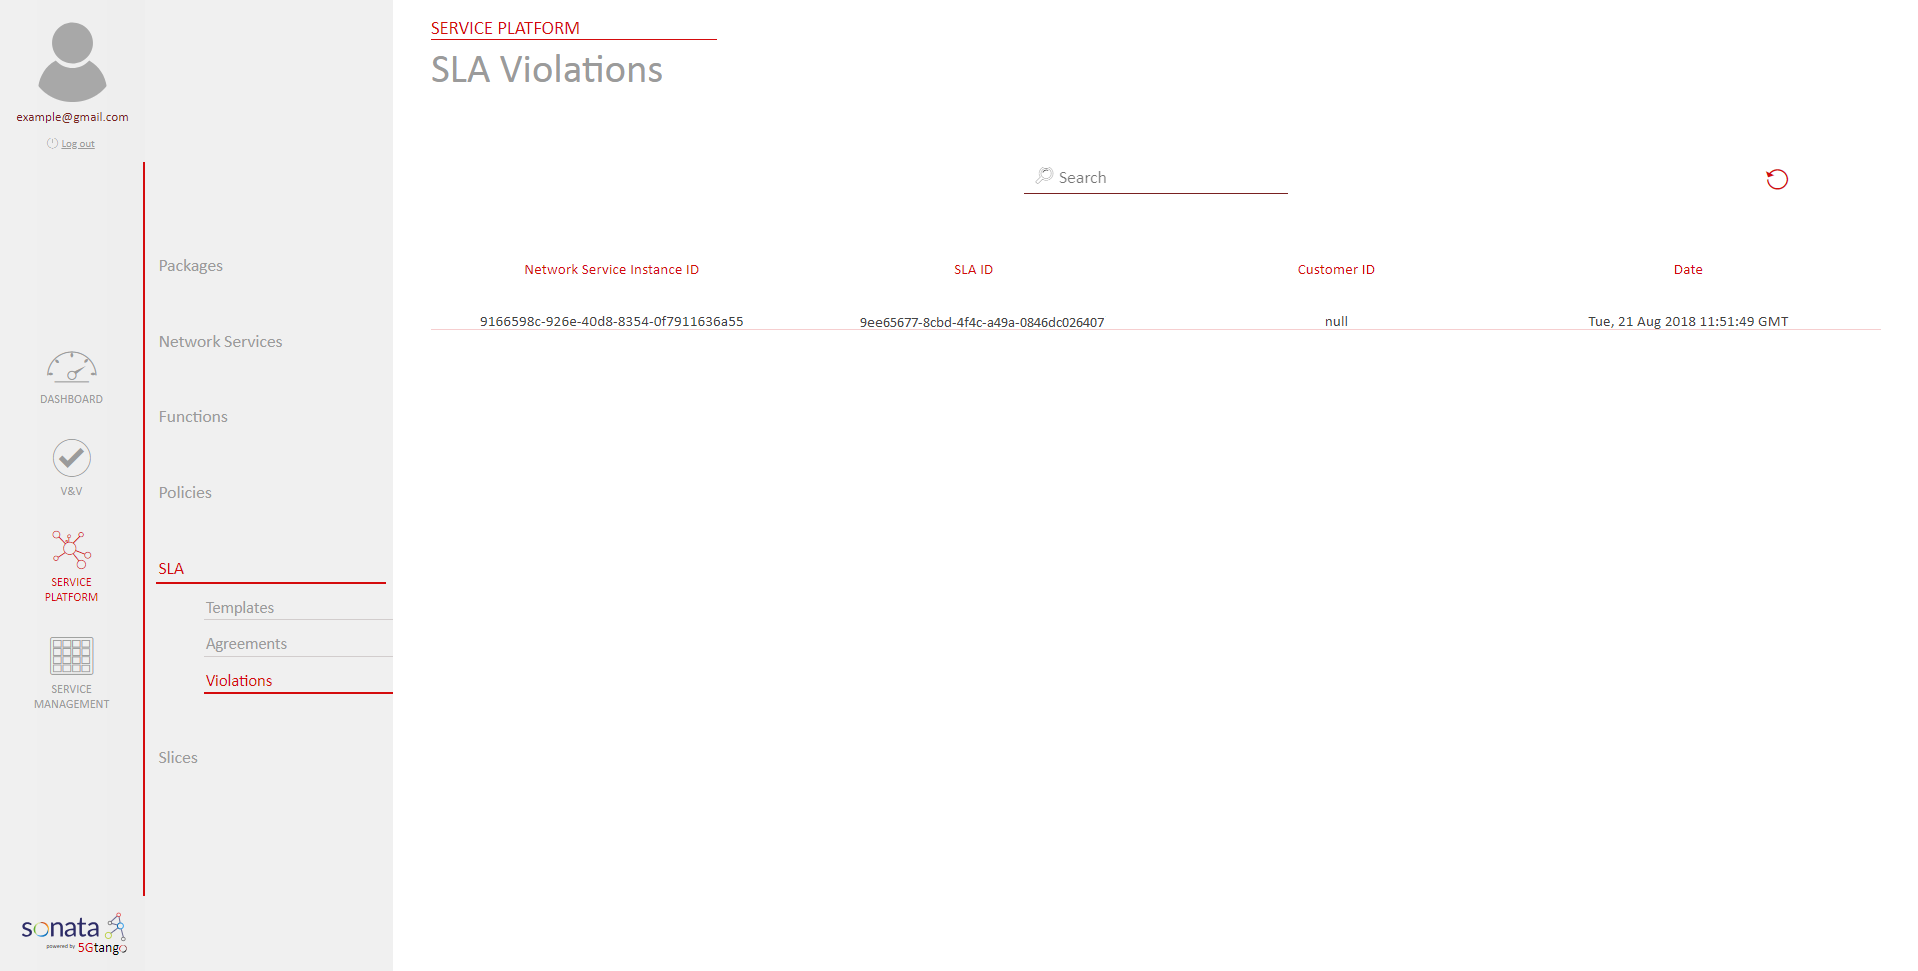 example@gmail.com
Log out
DASHBOARD
V&V
SERVICE
PLATFORM
SERVICE
MANAGEMENT
sonata
powered by 5Gtango
Packages
Network Services
Functions
Policies
SLA
Templates
Agreements
Violations
Slices
SERVICE PLATFORM
SLA Violations
Search
Network Service Instance ID SLA ID Customer ID Date
9166598c-926e-40d8-8354-0f7911636a55 9ee65677-8cbd-4f4c-a49a-0846dc026407 null Tue, 21 Aug 2018 11:51:49 GMT